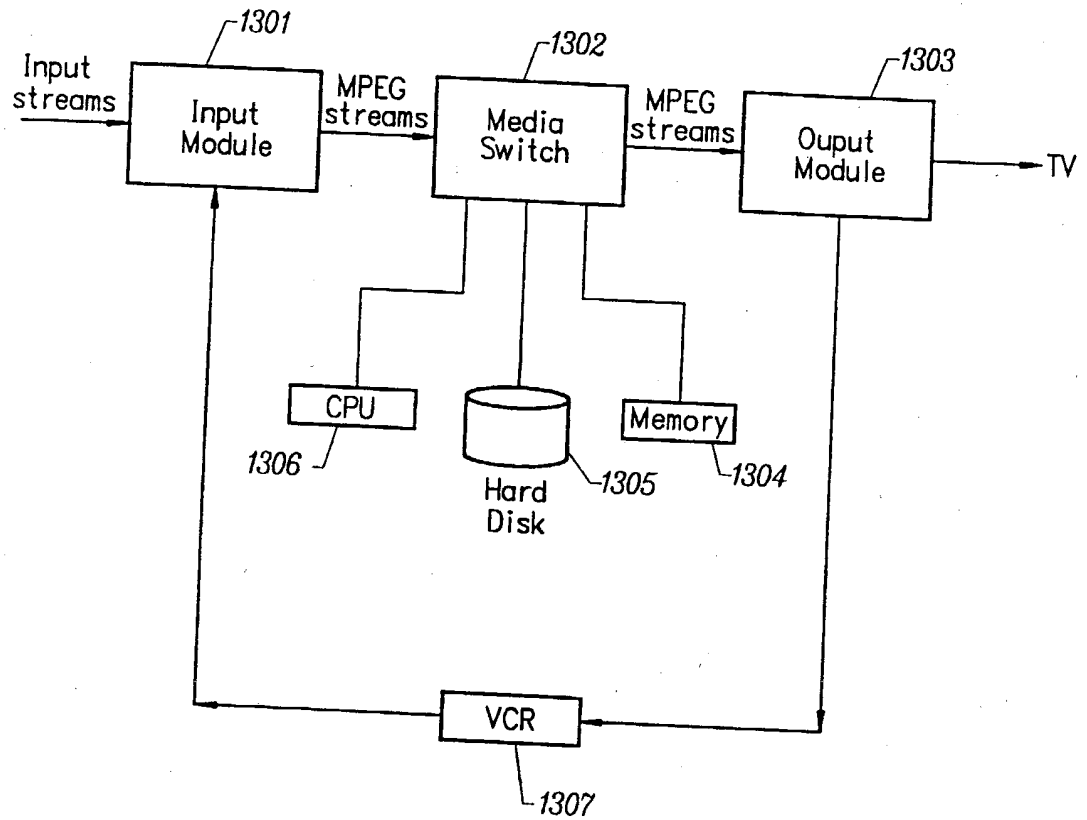 1301
1302
1303
Input
streams
Input
Module
MPEG
streams
Media
Switch
MPEG
streams
Ouput
Module
TV
CPU
1306
Hard
Disk
1305
Memory
1304
VCR
1307